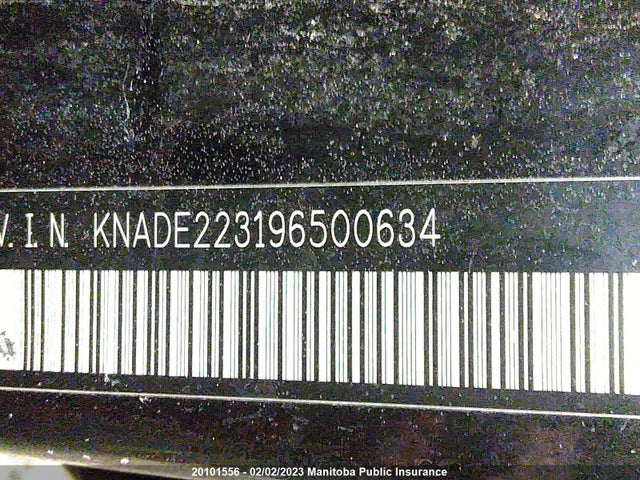 V.I.N. KNADE223196500634
20101556 - 02/02/2023 Manitoba Public Insurance